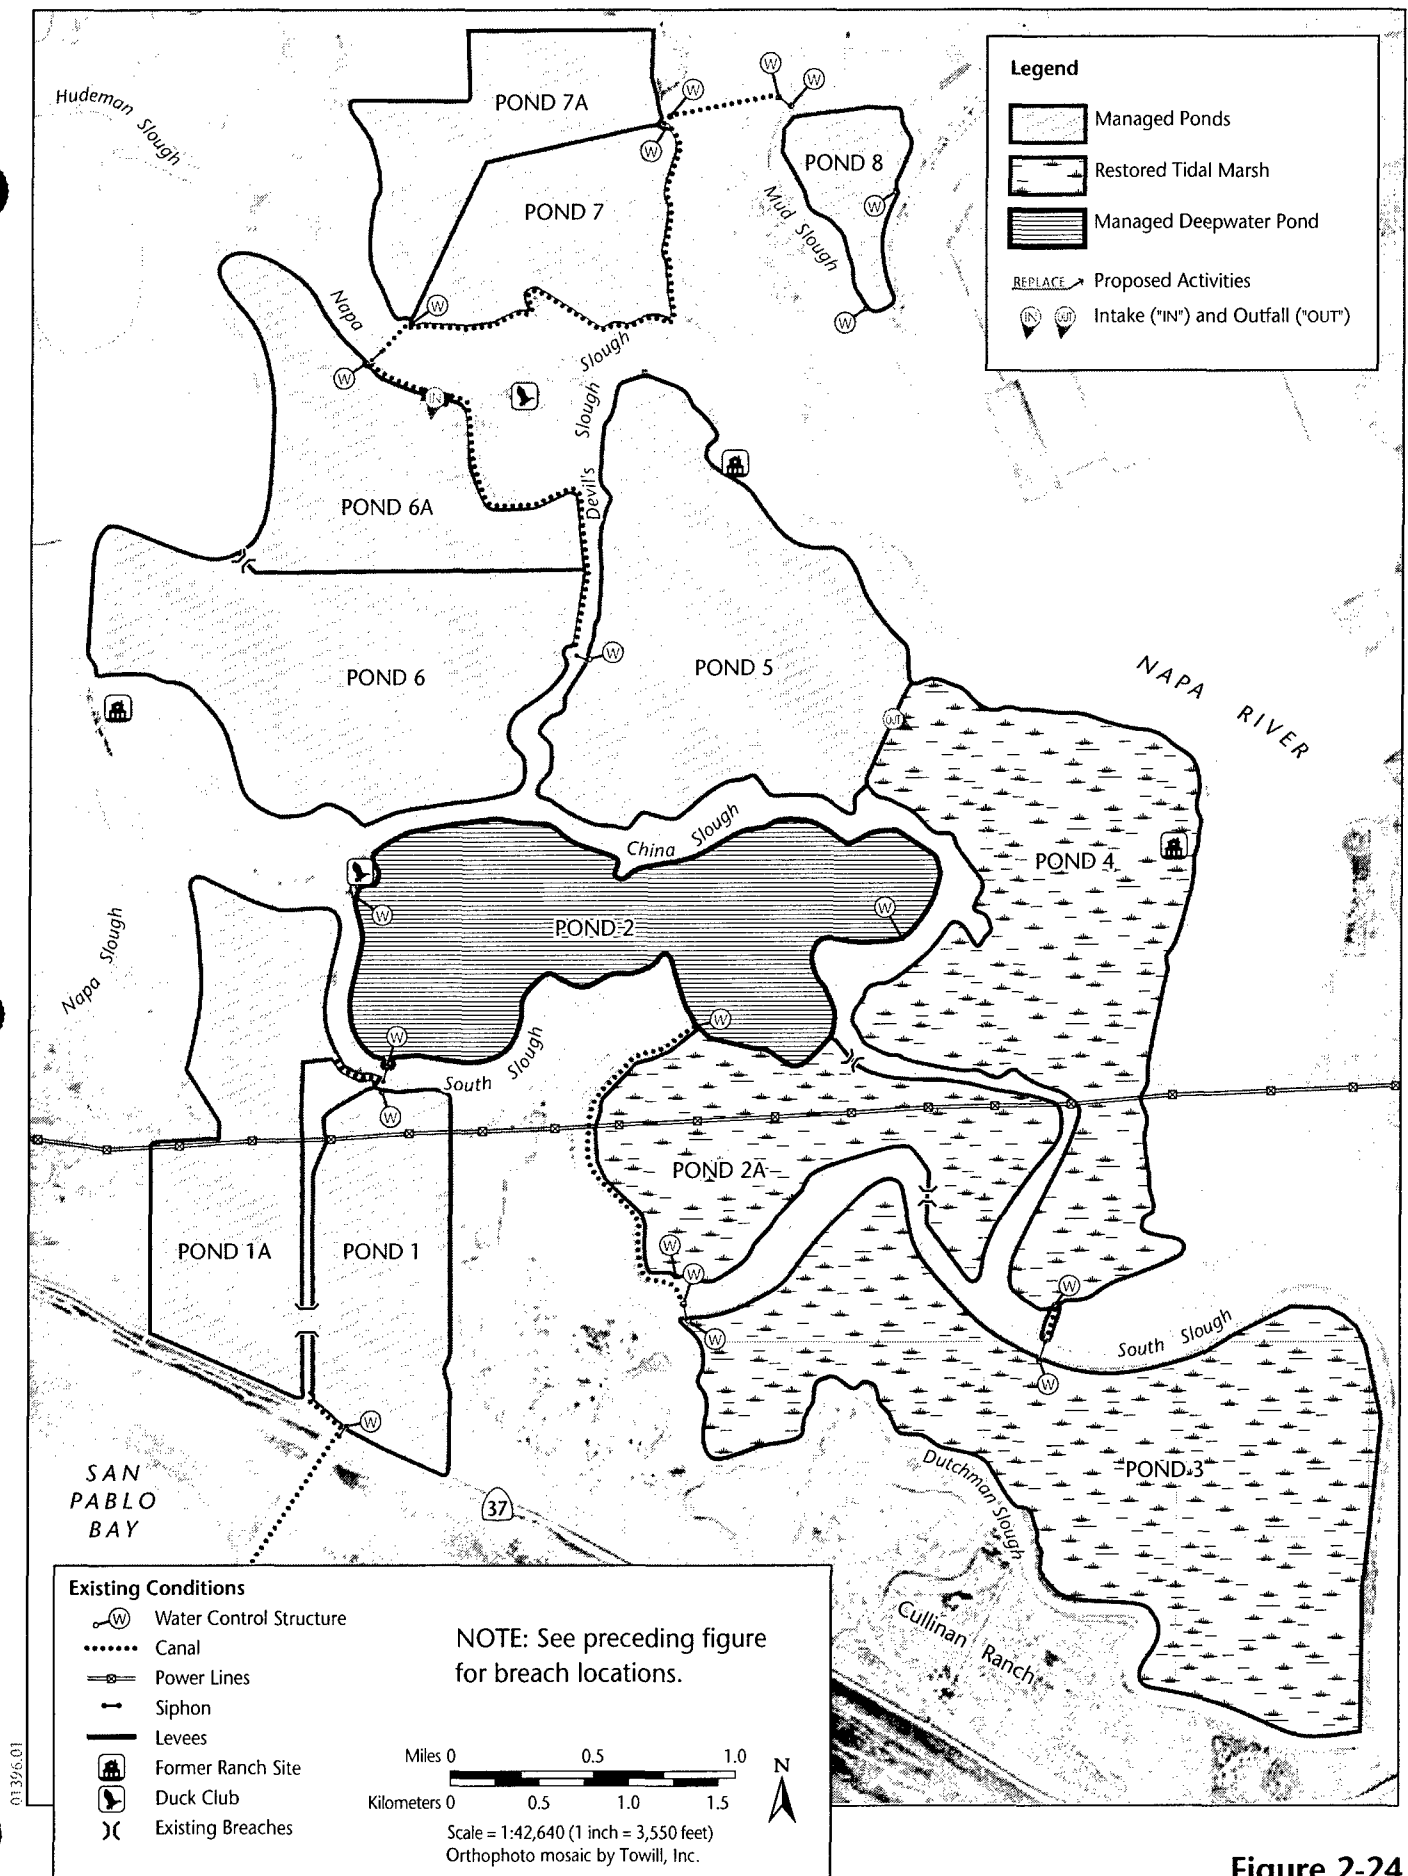 Hudeman Slough
POND 7A
W
W
W
W
POND 8
POND 7
W
Mud Slough
W
Legend
Managed Ponds
Restored Tidal Marsh
Managed Deepwater Pond
REPLACE Proposed Activities
IN OUT Intake ("IN") and Outfall ("OUT")
Napa
Slough
W
W
IN
Devil's Slough
POND 6A
POND 6
W
POND 5
NAPA RIVER
OUT
China Slough
POND 4
W
POND 2
W
Napa Slough
W
W
South Slough
W
POND 2A
POND 1A
POND 1
W
W
W
W
W
South Slough
W
SAN
PABLO
BAY
37
Dutchman Slough
POND 3
Cullinan Ranch
Existing Conditions
W Water Control Structure
Canal
Power Lines
Siphon
Levees
Former Ranch Site
Duck Club
Existing Breaches
NOTE: See preceding figure
for breach locations.
Miles 0 0.5 1.0
Kilometers 0 0.5 1.0 1.5
N
Scale = 1:42,640 (1 inch = 3,550 feet)
Orthophoto mosaic by Towill, Inc.
01396.01
Figure 2-24